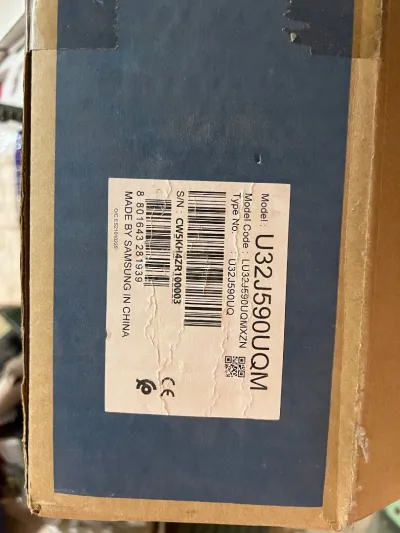 Model : U32J590UQM
Model Code : LU32J590UQMXZN
Type No. : U32J590UQ
S/N : CW5KH4ZR100003
8 801643 281939
MADE BY SAMSUNG IN CHINA
CE